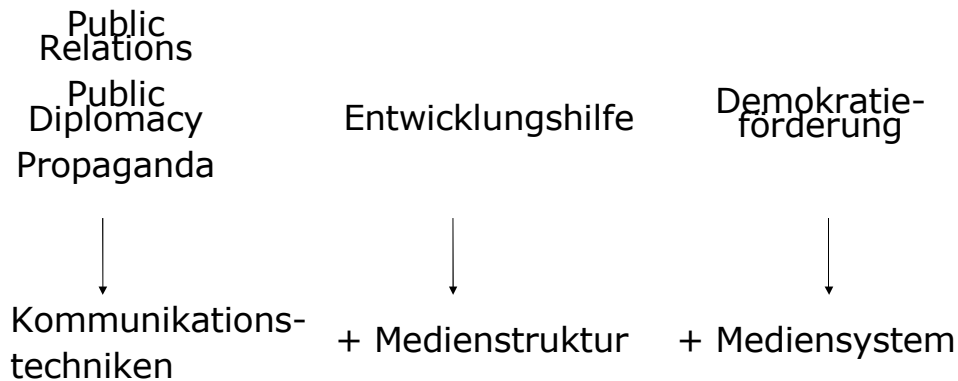 Public
Relations
Public
Diplomacy
Propaganda
Entwicklungshilfe
Demokratie-
förderung
Kommunikations-
techniken
+ Medienstruktur
+ Mediensystem